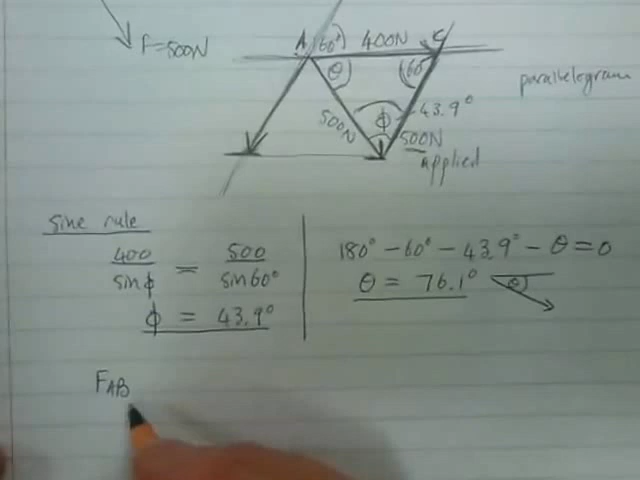 F=500N
A (60°) 400N C
θ 60°
500N ϕ 43.9°
500N
applied
parallelogram
sine rule
400/sinϕ = 500/sin60°
ϕ = 43.9°
180° - 60° - 43.9° - θ = 0
θ = 76.1° θ
FAB